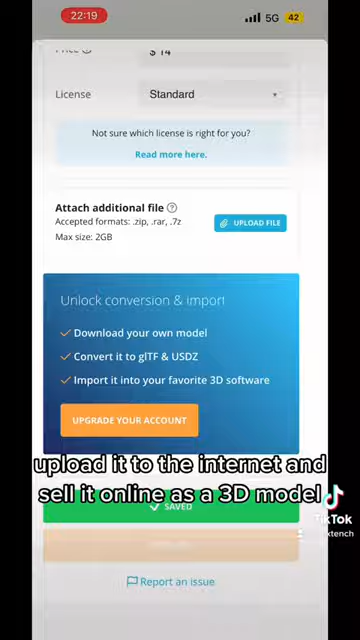 22:19
5G
42
Price
$ 14
License
Standard
Not sure which license is right for you?
Read more here.
Attach additional file
Accepted formats: .zip, .rar, .7z
UPLOAD FILE
Max size: 2GB
Unlock conversion & import
Download your own model
Convert it to glTF & USDZ
Import it into your favorite 3D software
UPGRADE YOUR ACCOUNT
upload it to the internet and
sell it online as a 3D model
SAVED
TikTok
Report an issue